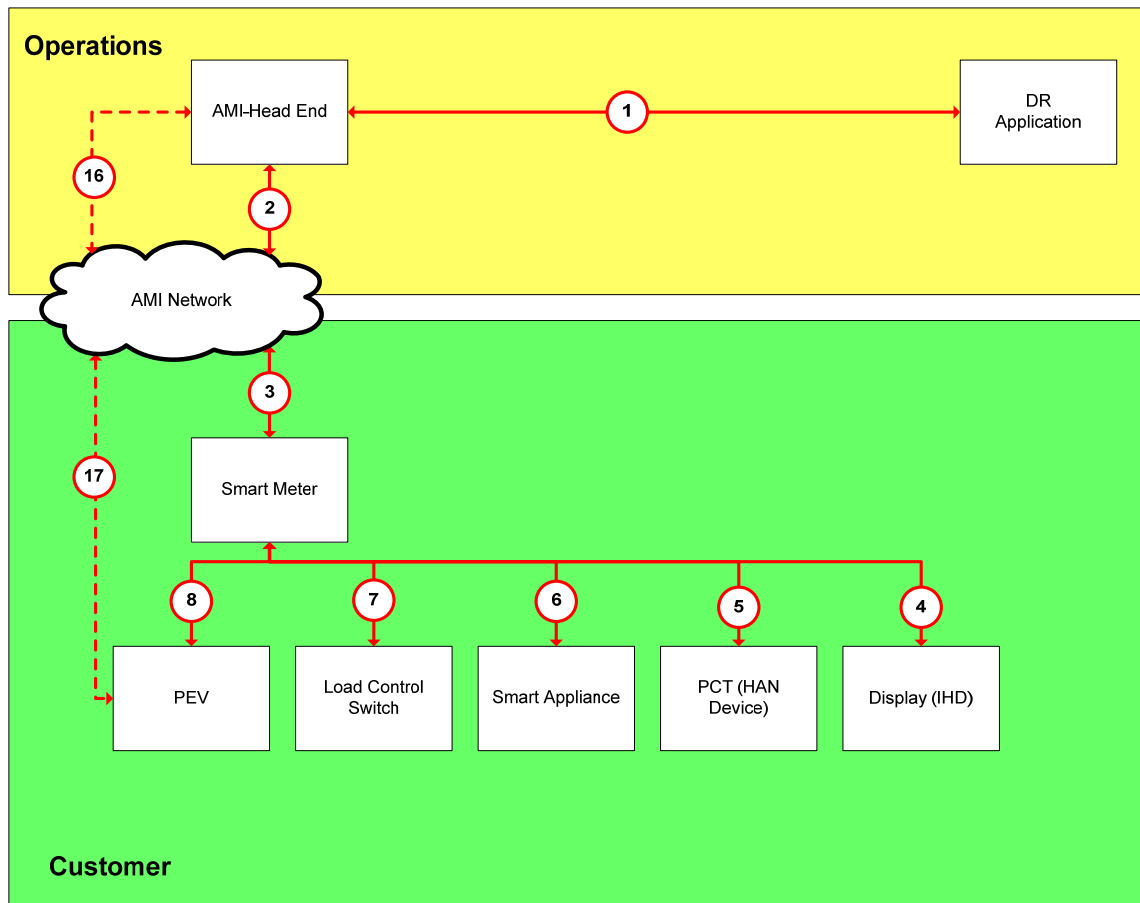 Operations
AMI-Head End
1
DR
Application
16
2
AMI Network
3
17
Smart Meter
8
7
6
5
4
PEV
Load Control
Switch
Smart Appliance
PCT (HAN
Device)
Display (IHD)
Customer